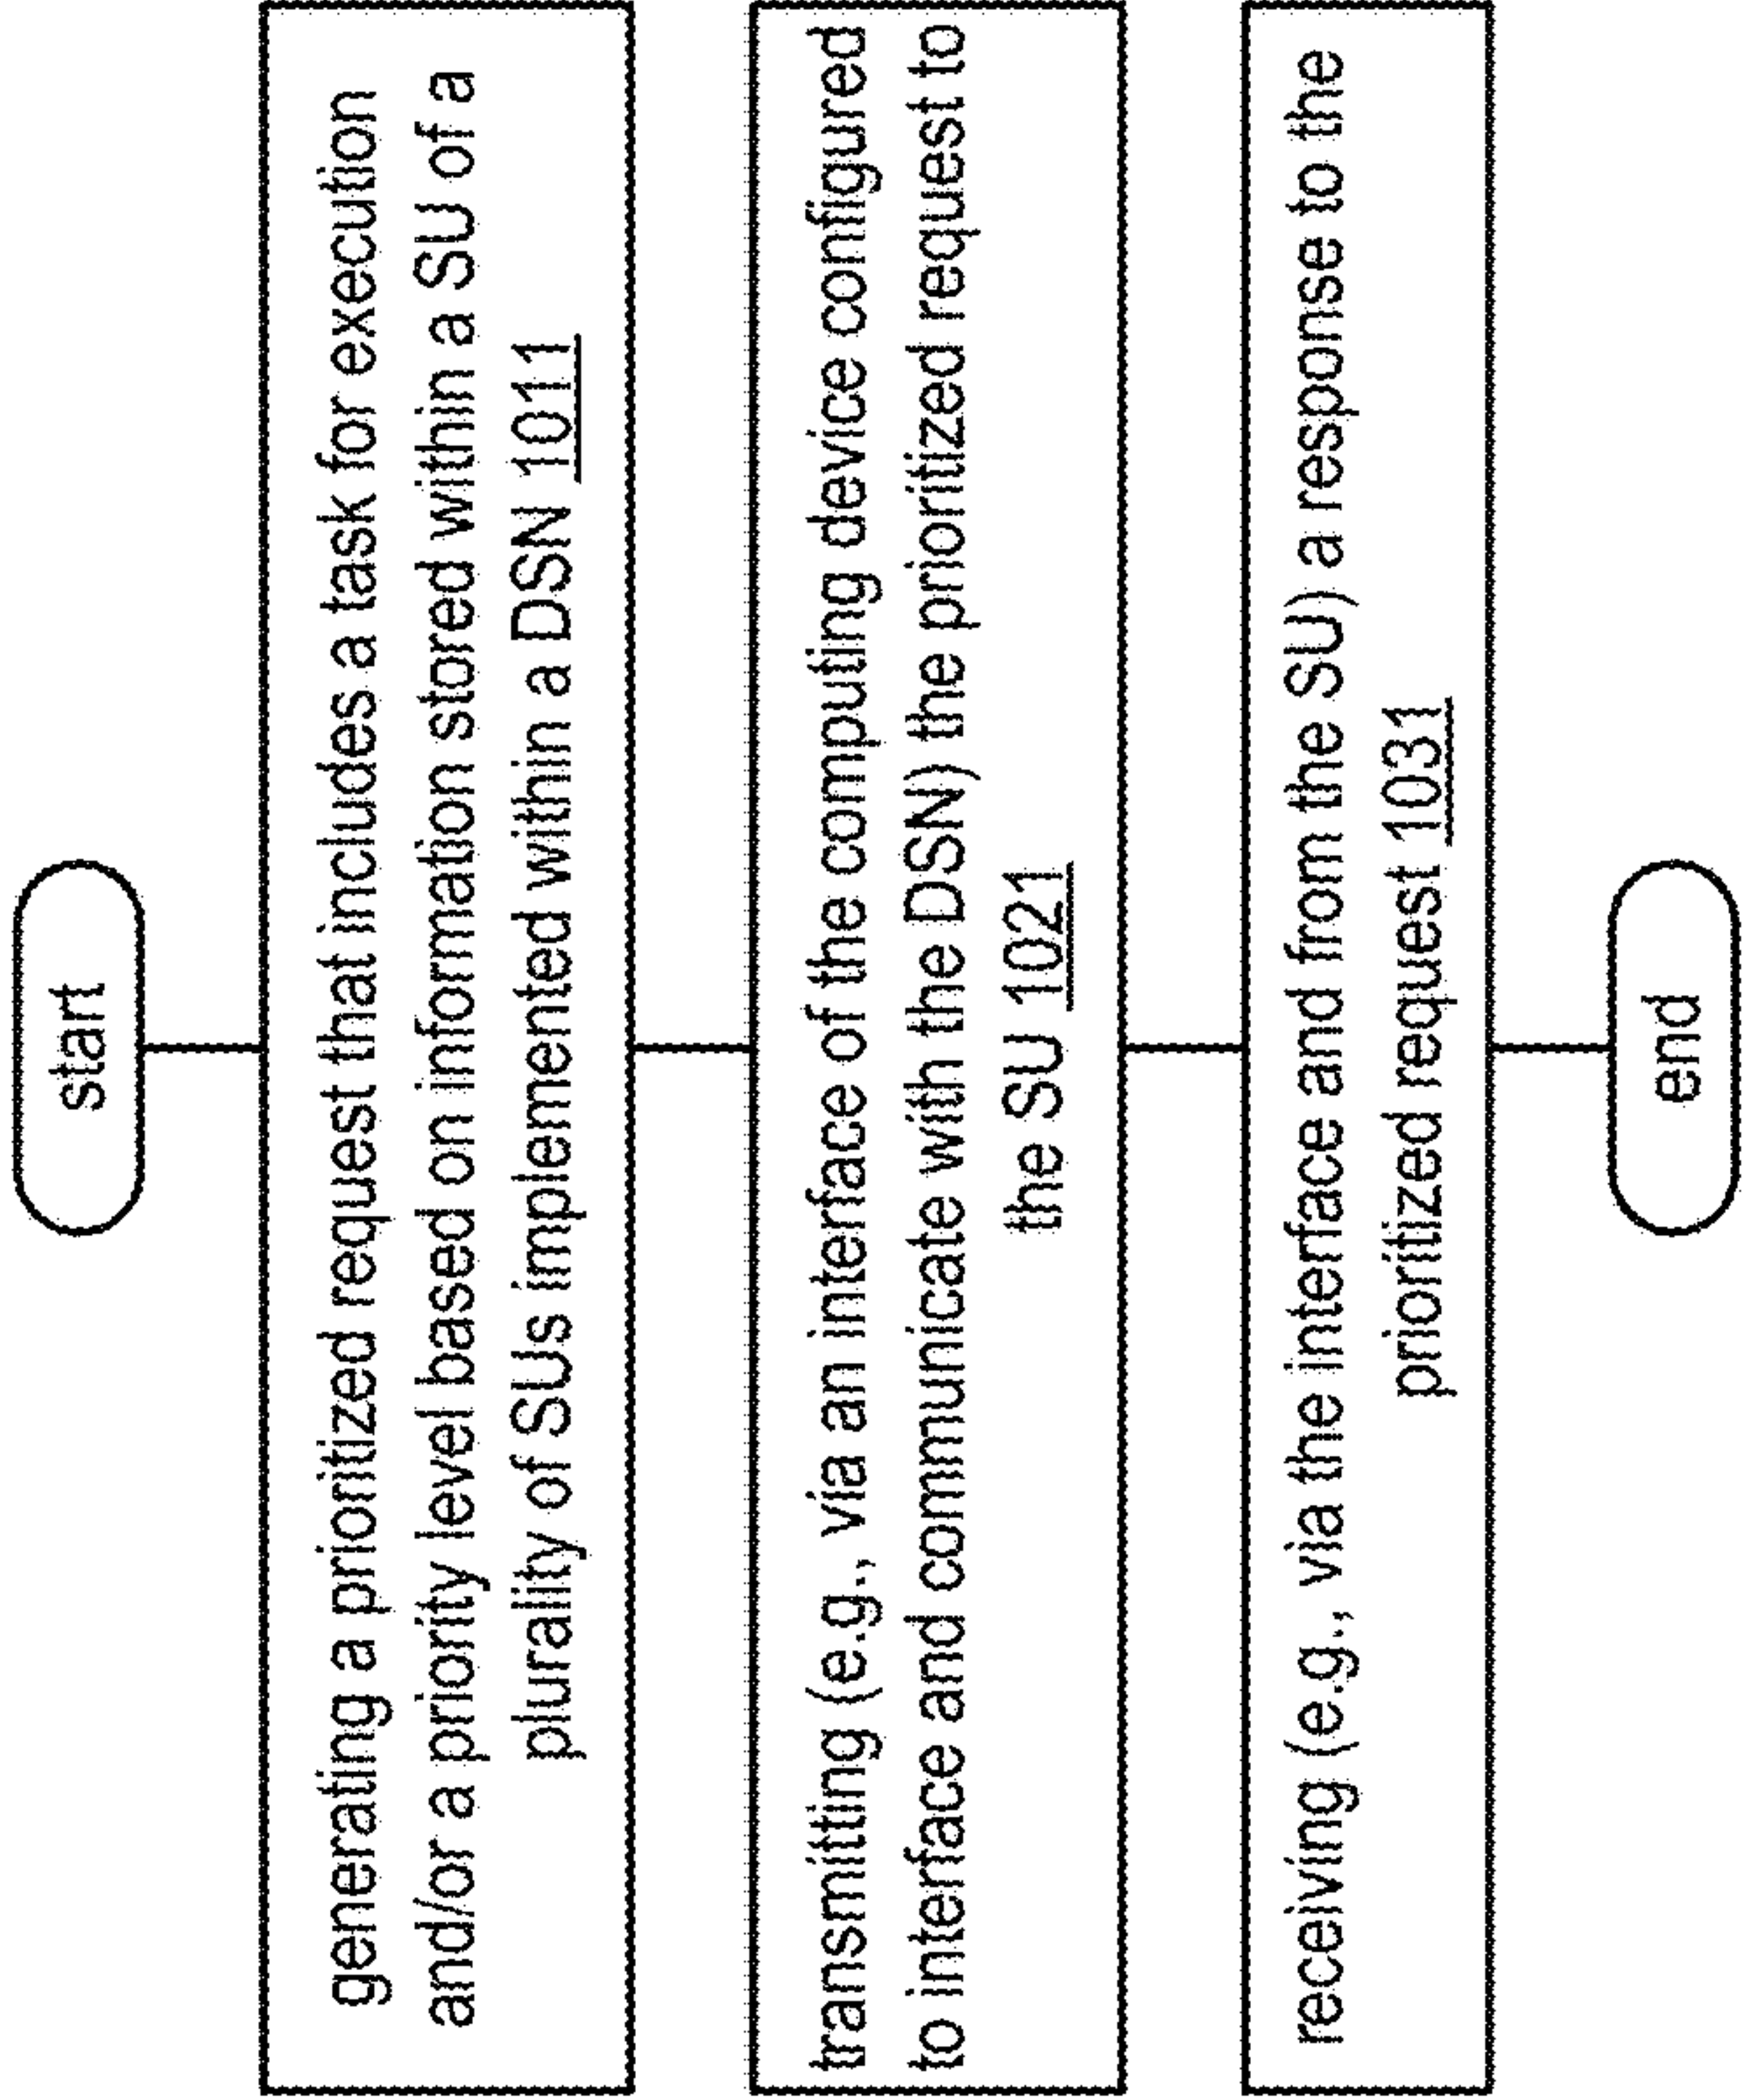 start
generating a prioritized request that includes a task for execution
and/or a priority level based on information stored within a SU of a
plurality of SUs implemented within a DSN 1011
transmitting (e.g., via an interface of the computing device configured
to interface and communicate with the DSN) the prioritized request to
the SU 1021
receiving (e.g., via the interface and from the SU) a response to the
prioritized request 1031
end